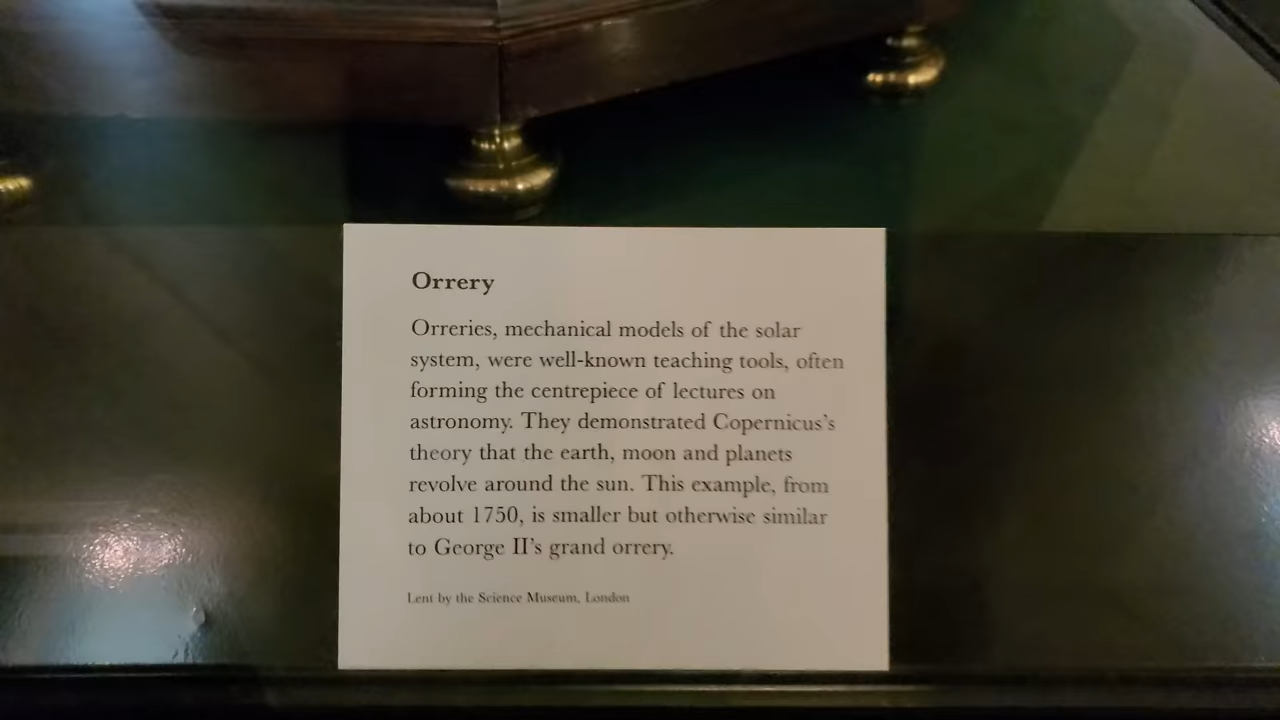 Orrery
Orreries, mechanical models of the solar
system, were well-known teaching tools, often
forming the centrepiece of lectures on
astronomy. They demonstrated Copernicus's
theory that the earth, moon and planets
revolve around the sun. This example, from
about 1750, is smaller but otherwise similar
to George II's grand orrery.
Lent by the Science Museum, London